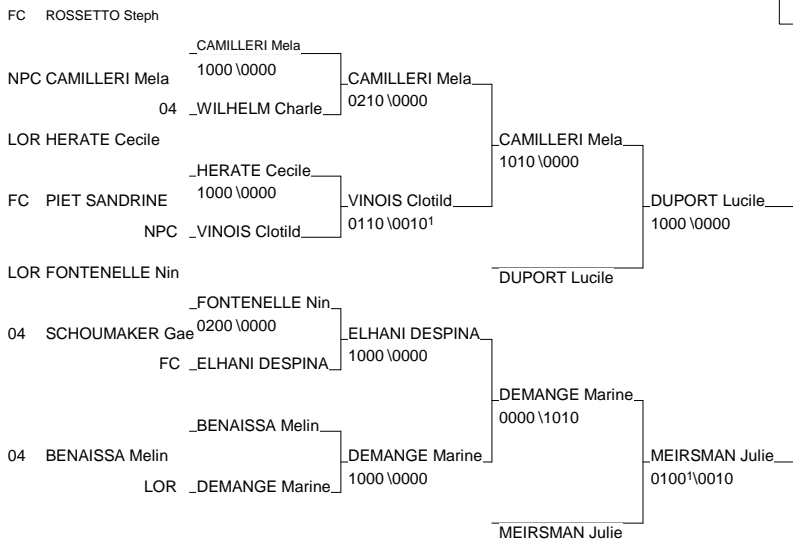 FC ROSSETTO Steph
CAMILLERI Mela
1000 \0000
NPC CAMILLERI Mela
CAMILLERI Mela
0210 \0000
04 WILHELM Charle
LOR HERATE Cecile
CAMILLERI Mela
1010 \0000
HERATE Cecile
1000 \0000
FC PIET SANDRINE
VINOIS Clotild
0110 \0010¹
DUPORT Lucile
1000 \0000
NPC VINOIS Clotild
LOR FONTENELLE Nin
DUPORT Lucile
FONTENELLE Nin
0200 \0000
04 SCHOUMAKER Gae
ELHANI DESPINA
1000 \0000
FC ELHANI DESPINA
DEMANGE Marine
0000 \1010
BENAISSA Melin
04 BENAISSA Melin
DEMANGE Marine
1000 \0000
MEIRSMAN Julie
0100¹\0010
LOR DEMANGE Marine
MEIRSMAN Julie